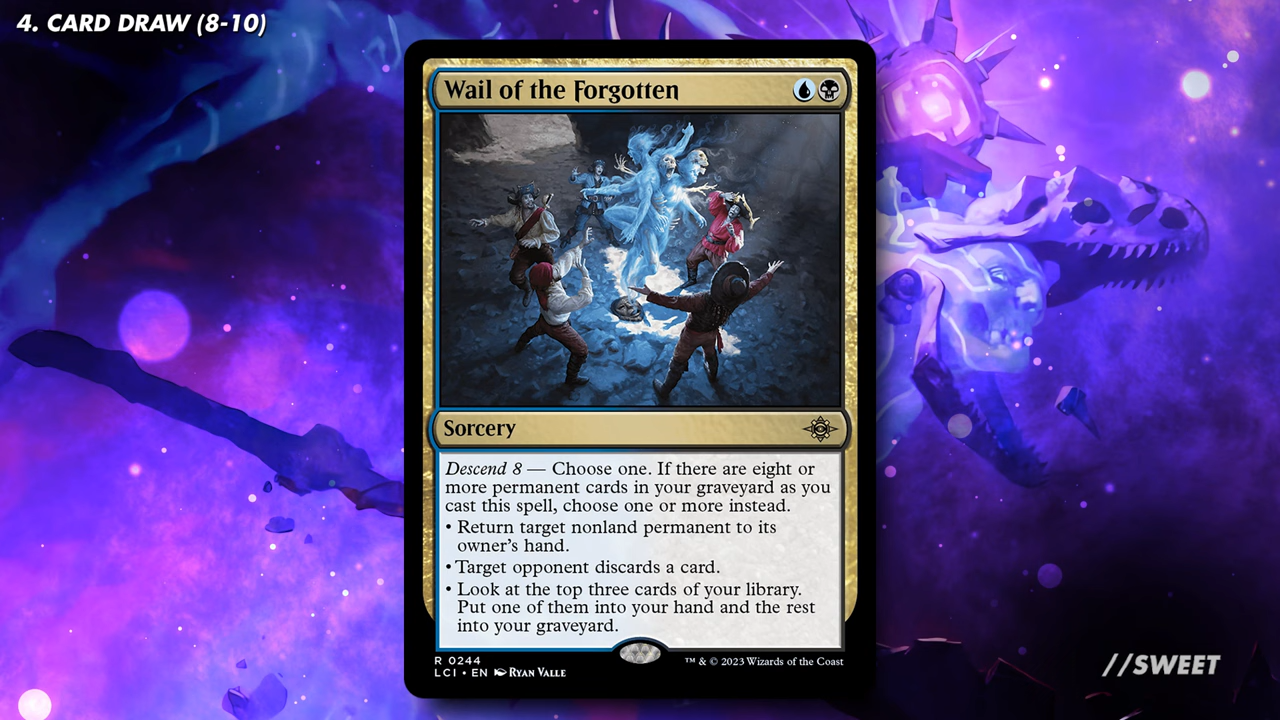 4. CARD DRAW (8-10)
Wail of the Forgotten
Sorcery
Descend 8 — Choose one. If there are eight or
more permanent cards in your graveyard as you
cast this spell, choose one or more instead.
• Return target nonland permanent to its
owner's hand.
• Target opponent discards a card.
• Look at the top three cards of your library.
Put one of them into your hand and the rest
into your graveyard.
R 0244
LCI • EN RYAN VALLE
™ & © 2023 Wizards of the Coast
//SWEET